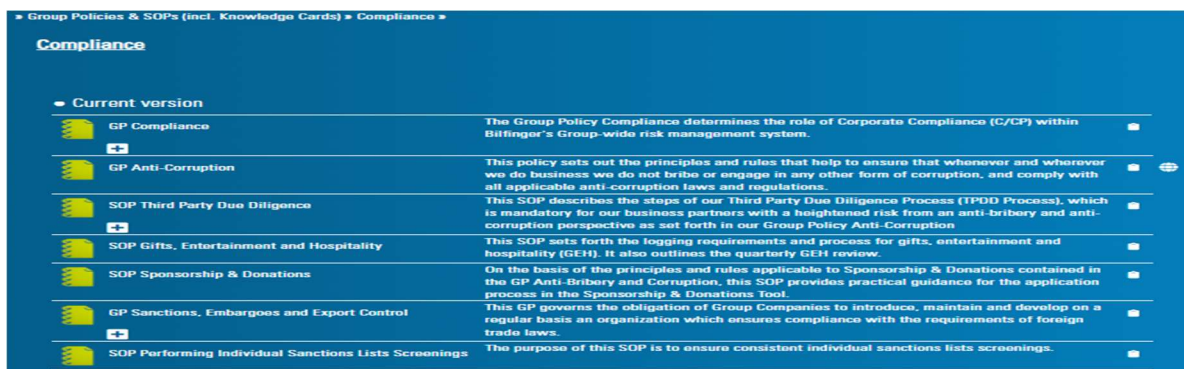 » Group Policies & SOPs (incl. Knowledge Cards) » Compliance »
Compliance
Current version
GP Compliance
The Group Policy Compliance determines the role of Corporate Compliance (C/CP) within
Bilfinger's Group-wide risk management system.
GP Anti-Corruption
This policy sets out the principles and rules that help to ensure that whenever and wherever
we do business we do not bribe or engage in any other form of corruption, and comply with
all applicable anti-corruption laws and regulations.
SOP Third Party Due Diligence
This SOP describes the steps of our Third Party Due Diligence Process (TPDD Process), which
is mandatory for our business partners with a heightened risk from an anti-bribery and anti-
corruption perspective as set forth in our Group Policy Anti-Corruption
SOP Gifts, Entertainment and Hospitality
This SOP sets forth the logging requirements and process for gifts, entertainment and
hospitality (GEH). It also outlines the quarterly GEH review.
SOP Sponsorship & Donations
On the basis of the principles and rules applicable to Sponsorship & Donations contained in
the GP Anti-Bribery and Corruption, this SOP provides practical guidance for the application
process in the Sponsorship & Donations Tool.
GP Sanctions, Embargoes and Export Control
This GP governs the obligation of Group Companies to introduce, maintain and develop on a
regular basis an organization which ensures compliance with the requirements of foreign
trade laws.
SOP Performing Individual Sanctions Lists Screenings
The purpose of this SOP is to ensure consistent individual sanctions lists screenings.